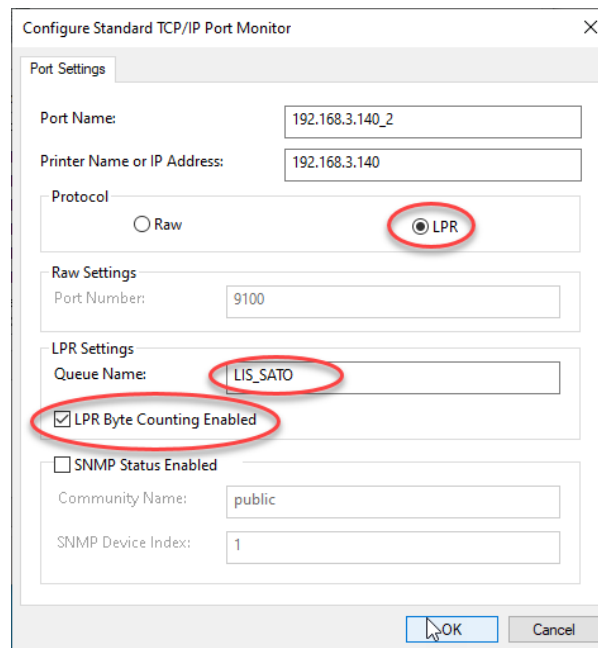 Configure Standard TCP/IP Port Monitor
Port Settings
Port Name: 192.168.3.140_2
Printer Name or IP Address: 192.168.3.140
Protocol
Raw LPR
Raw Settings
Port Number: 9100
LPR Settings
Queue Name: LIS_SATO
LPR Byte Counting Enabled
SNMP Status Enabled
Community Name: public
SNMP Device Index: 1
OK Cancel